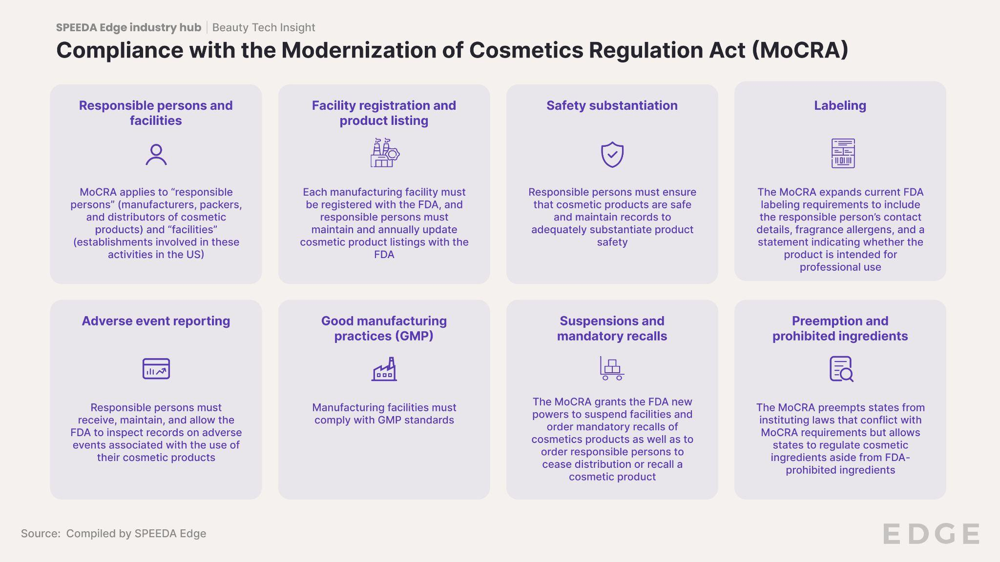 SPEEDA Edge industry hub | Beauty Tech Insight
Compliance with the Modernization of Cosmetics Regulation Act (MoCRA)
Responsible persons and
facilities
MoCRA applies to “responsible
persons” (manufacturers, packers,
and distributors of cosmetic
products) and “facilities”
(establishments involved in these
activities in the US)
Facility registration and
product listing
Each manufacturing facility must
be registered with the FDA, and
responsible persons must
maintain and annually update
cosmetic product listings with the
FDA
Safety substantiation
Responsible persons must ensure
that cosmetic products are safe
and maintain records to
adequately substantiate product
safety
Labeling
The MoCRA expands current FDA
labeling requirements to include
the responsible person’s contact
details, fragrance allergens, and a
statement indicating whether the
product is intended for
professional use
Adverse event reporting
Responsible persons must
receive, maintain, and allow the
FDA to inspect records on adverse
events associated with the use of
their cosmetic products
Good manufacturing
practices (GMP)
Manufacturing facilities must
comply with GMP standards
Suspensions and
mandatory recalls
The MoCRA grants the FDA new
powers to suspend facilities and
order mandatory recalls of
cosmetics products as well as to
order responsible persons to
cease distribution or recall a
cosmetic product
Preemption and
prohibited ingredients
The MoCRA preempts states from
instituting laws that conflict with
MoCRA requirements but allows
states to regulate cosmetic
ingredients aside from FDA-
prohibited ingredients
Source: Compiled by SPEEDA Edge
EDGE